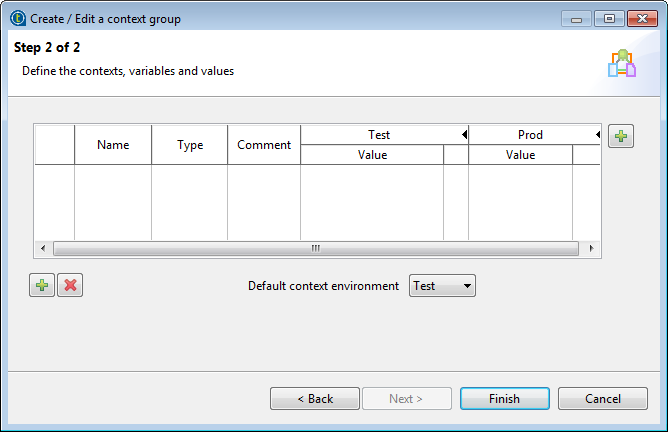 Create / Edit a context group
Step 2 of 2
Define the contexts, variables and values
Name Type Comment Test Prod
Value Value
Default context environment Test
< Back Next > Finish Cancel